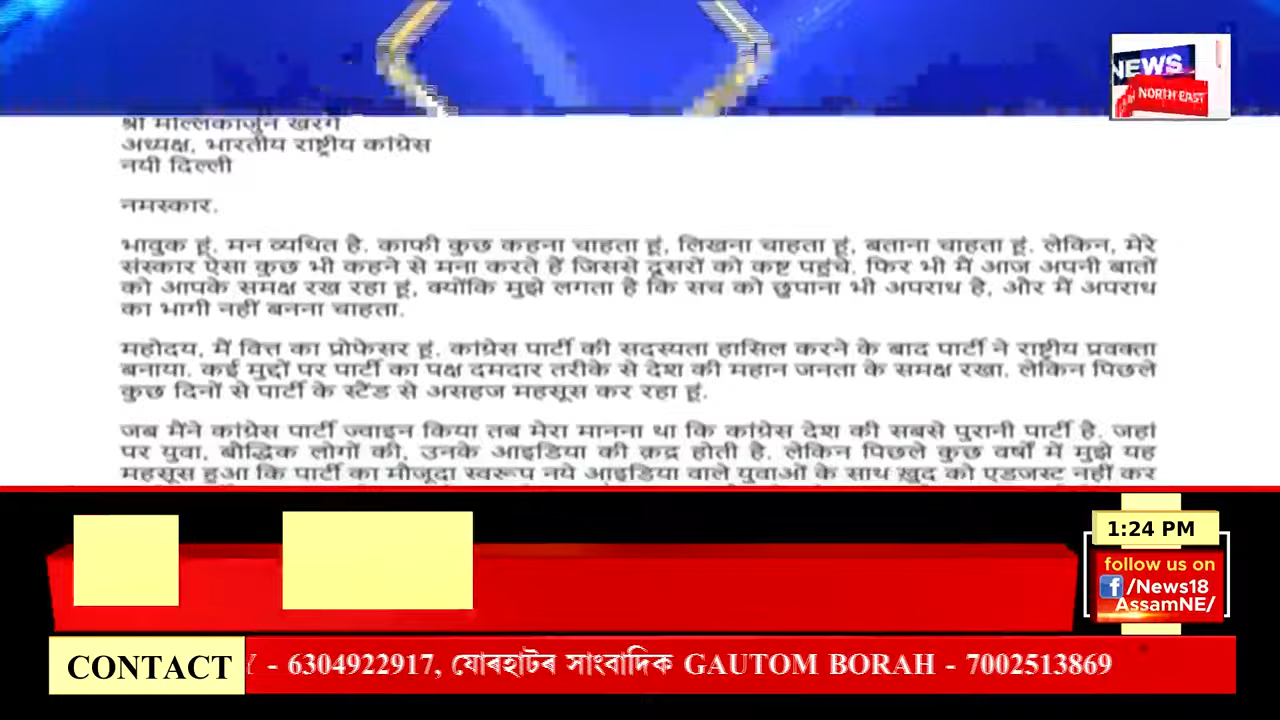 NEWS
NORTH EAST
श्री मल्लिकार्जुन खरगे
अध्यक्ष, भारतीय राष्ट्रीय कांग्रेस
नयी दिल्ली
नमस्कार.
भावुक हूं. मन व्यथित है. काफी कुछ कहना चाहता हूं, लिखना चाहता हूं, बताना चाहता हूं. लेकिन, मेरे
संस्कार ऐसा कुछ भी कहने से मना करते हैं जिससे दूसरों को कष्ट पहुंचे. फिर भी मैं आज अपनी बातों
को आपके समक्ष रख रहा हूं, क्योंकि मुझे लगता है कि सच को छुपाना भी अपराध है, और मैं अपराध
का भागी नहीं बनना चाहता.
महोदय, मैं वित्त का प्रोफेसर हूं. कांग्रेस पार्टी की सदस्यता हासिल करने के बाद पार्टी ने राष्ट्रीय प्रवक्ता
बनाया. कई मुद्दों पर पार्टी का पक्ष दमदार तरीके से देश की महान जनता के समक्ष रखा. लेकिन पिछले
कुछ दिनों से पार्टी के स्टैंड से असहज महसूस कर रहा हूं.
जब मैंने कांग्रेस पार्टी ज्वाइन किया तब मेरा मानना था कि कांग्रेस देश की सबसे पुरानी पार्टी है. जहां
पर युवा, बौद्धिक लोगों की, उनके आइडिया की क़द्र होती है. लेकिन पिछले कुछ वर्षों में मुझे यह
महसूस हुआ कि पार्टी का मौजूदा स्वरूप नये आइडिया वाले युवाओं के साथ ख़ुद को एडजस्ट नहीं कर
1:24 PM
follow us on
/News18
AssamNE/
CONTACT
Y - 6304922917, যোৰহাটৰ সাংবাদিক GAUTOM BORAH - 7002513869